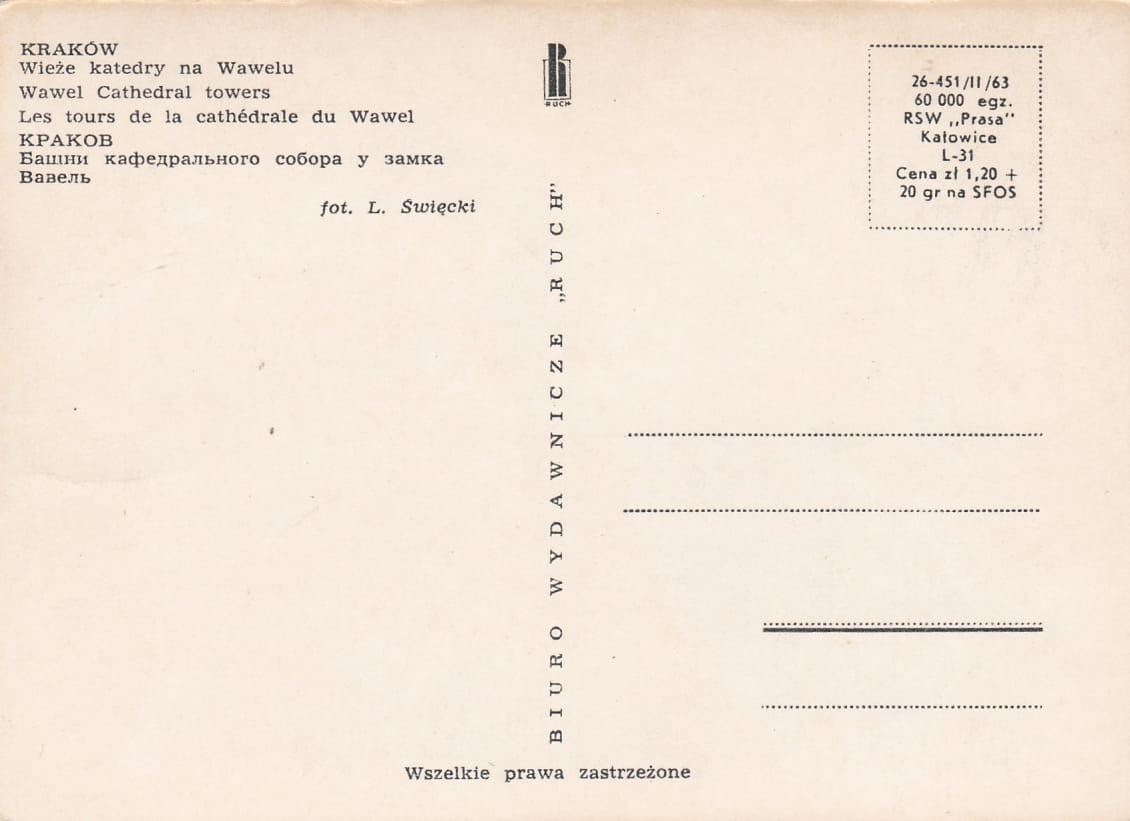 KRAKÓW
Wieże katedry na Wawelu
Wawel Cathedral towers
Les tours de la cathédrale du Wawel
КРАКОВ
Башни кафедрального собора у замка
Вавель
fot. L. Święcki
RUCH
BIURO WYDAWNICZE „RUCH”
26-451/II/63
60 000 egz.
RSW ,,Prasa''
Katowice
L-31
Cena zł 1,20 +
20 gr na SFOS
Wszelkie prawa zastrzeżone